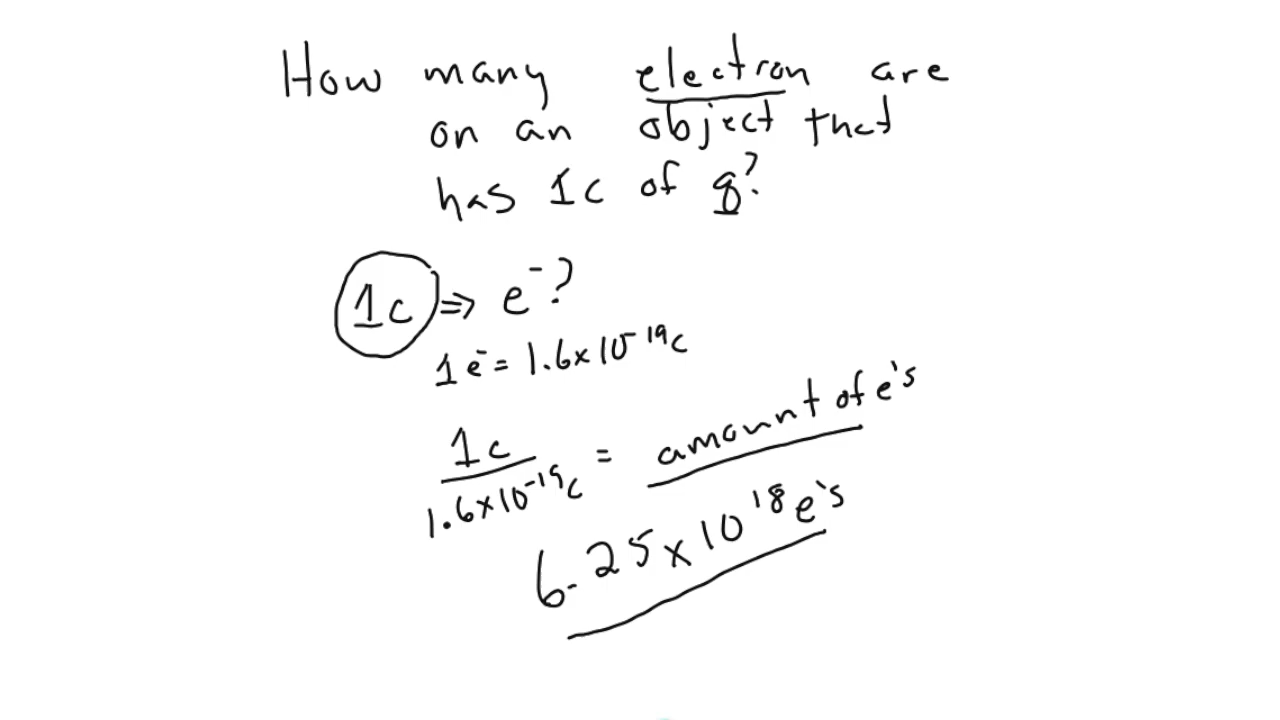 How many electron are
on an object that
has 1c of q?
1c ⇒ e⁻?
1 e⁻ = 1.6x10⁻¹⁹c
1c / 1.6x10⁻¹⁹c = amount of e's
6.25x10¹⁸ e's